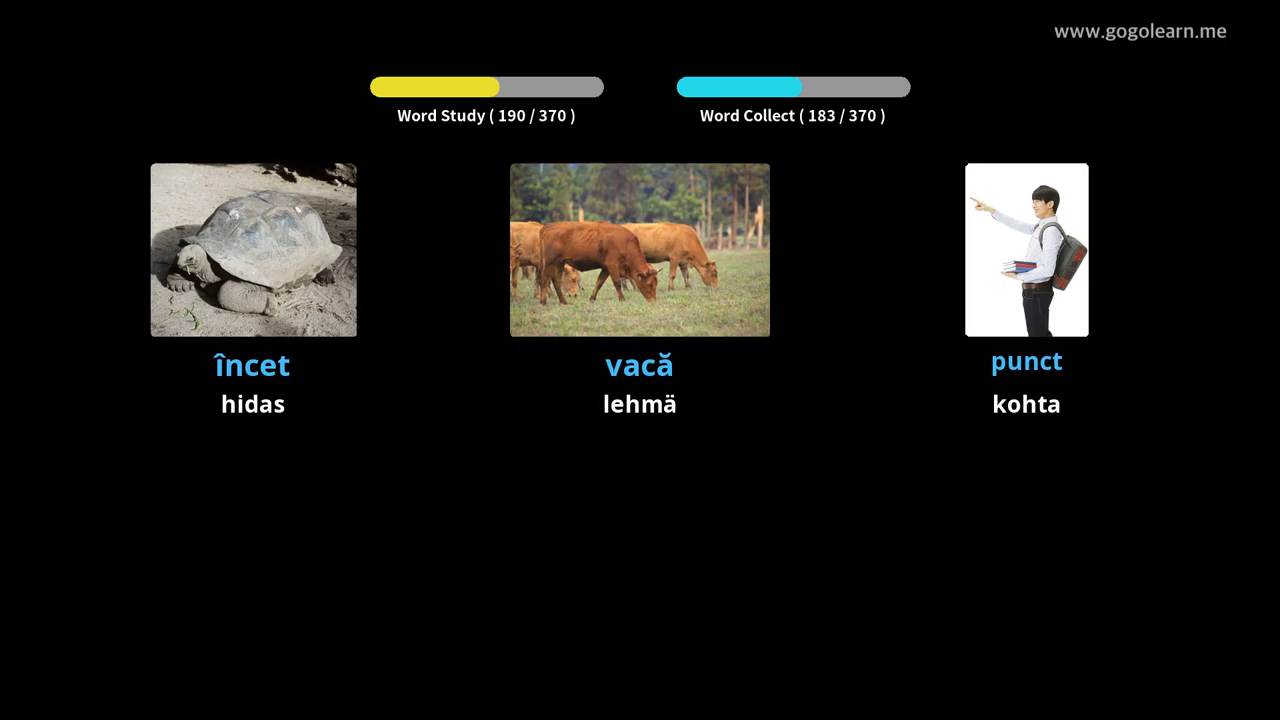 www.gogolearn.me
Word Study ( 190 / 370 )
Word Collect ( 183 / 370 )
încet
vacă
punct
hidas
lehmä
kohta